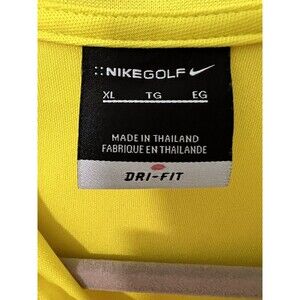 NIKEGOLF
XL TG EG
MADE IN THAILAND
FABRIQUE EN THAILANDE
DRI-FIT